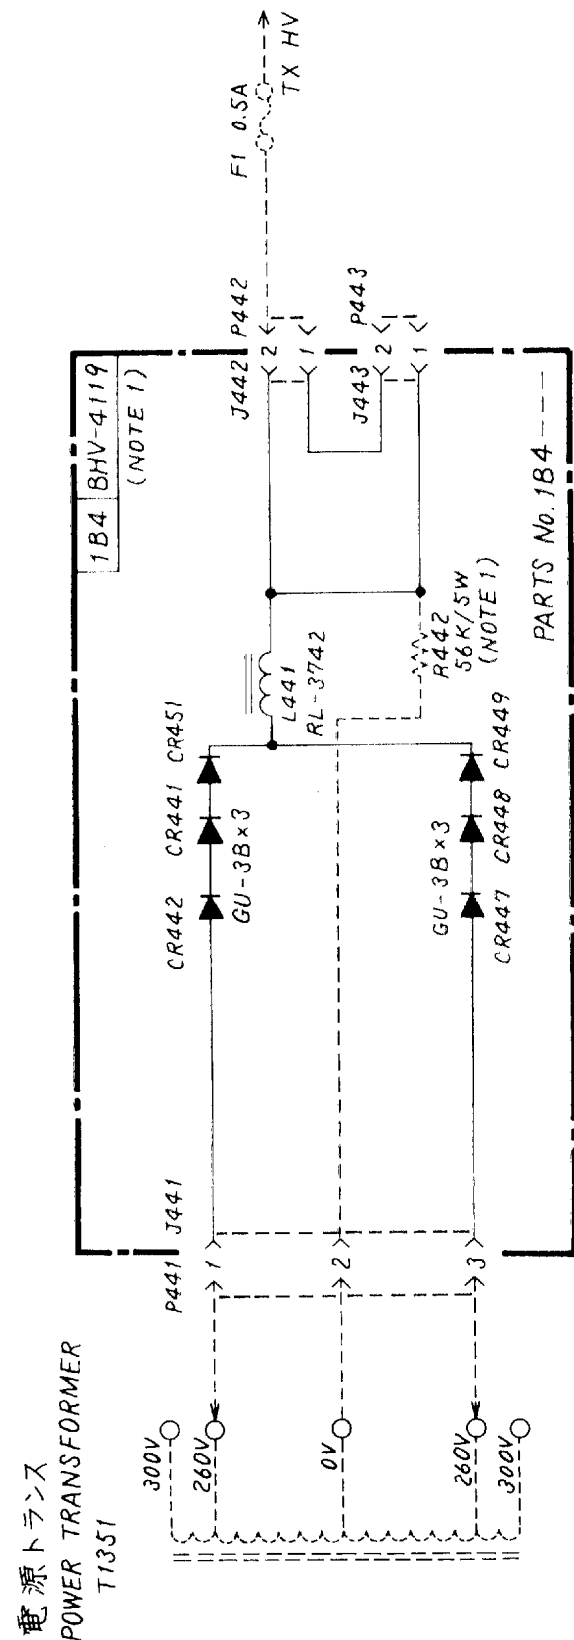 電源トランス
POWER TRANSFORMER
T1351
300V
260V
0V
260V
300V
P441
J441
1
2
3
CR442
CR441
CR451
GU-3B×3
GU-3B×3
CR447
CR448
CR449
L441
RL-3742
R442
56K/5W
(NOTE 1)
1B4
BHV-4119
(NOTE 1)
PARTS No. 1B4
J442
P442
2
1
J443
P443
2
1
F1 0.5A
TX HV